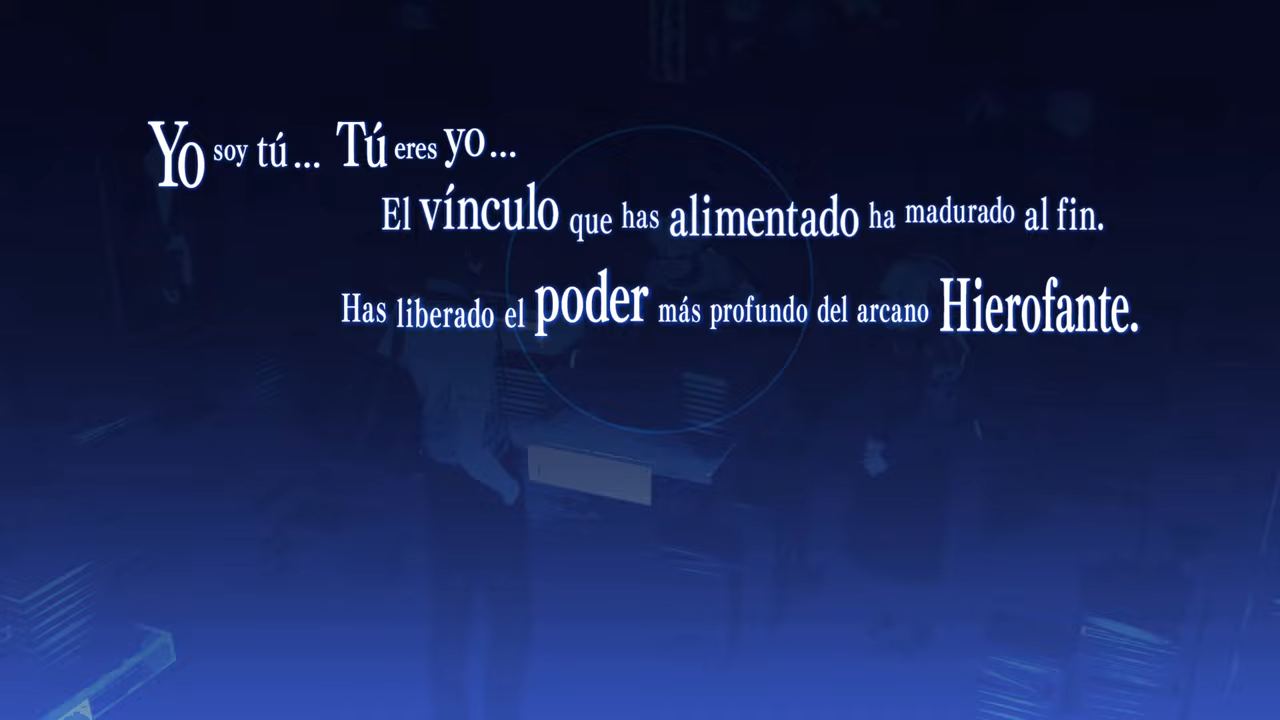 Yo soy tú... Tú eres yo...
El vínculo que has alimentado ha madurado al fin.
Has liberado el poder más profundo del arcano Hierofante.